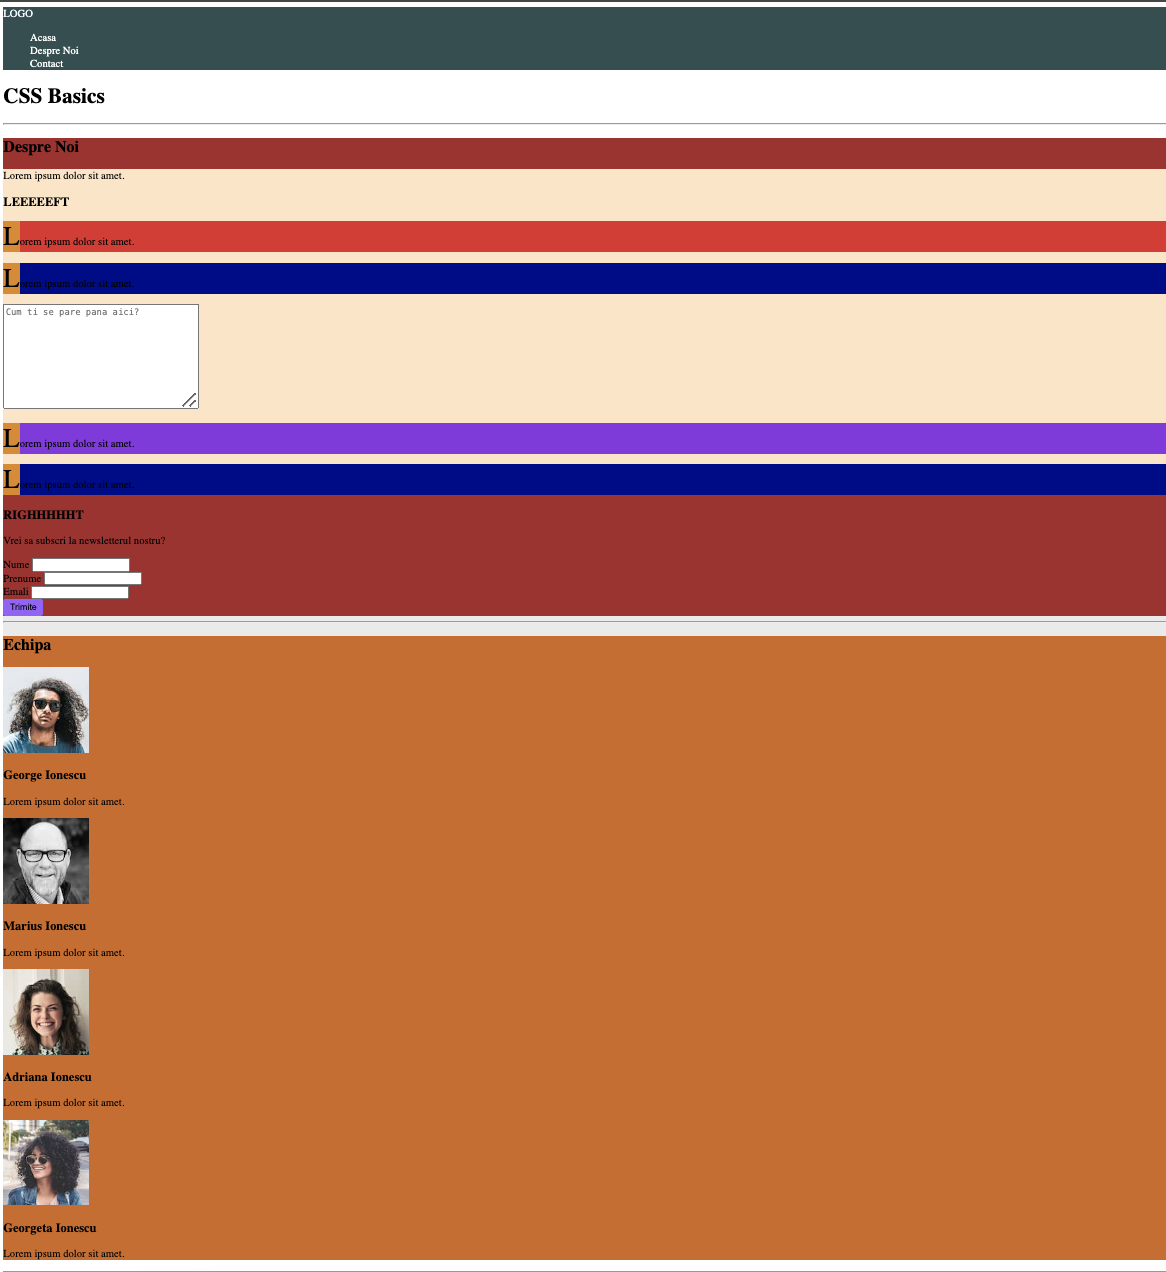 LOGO
Acasa
Despre Noi
Contact
CSS Basics
Despre Noi
Lorem ipsum dolor sit amet.
LEEEEEFT
Lorem ipsum dolor sit amet.
Lorem ipsum dolor sit amet.
Cum ti se pare pana aici?
Lorem ipsum dolor sit amet.
Lorem ipsum dolor sit amet.
RIGHHHHHT
Vrei sa subscri la newsletterul nostru?
Nume
Prenume
Emali
Trimite
Echipa
George Ionescu
Lorem ipsum dolor sit amet.
Marius Ionescu
Lorem ipsum dolor sit amet.
Adriana Ionescu
Lorem ipsum dolor sit amet.
Georgeta Ionescu
Lorem ipsum dolor sit amet.